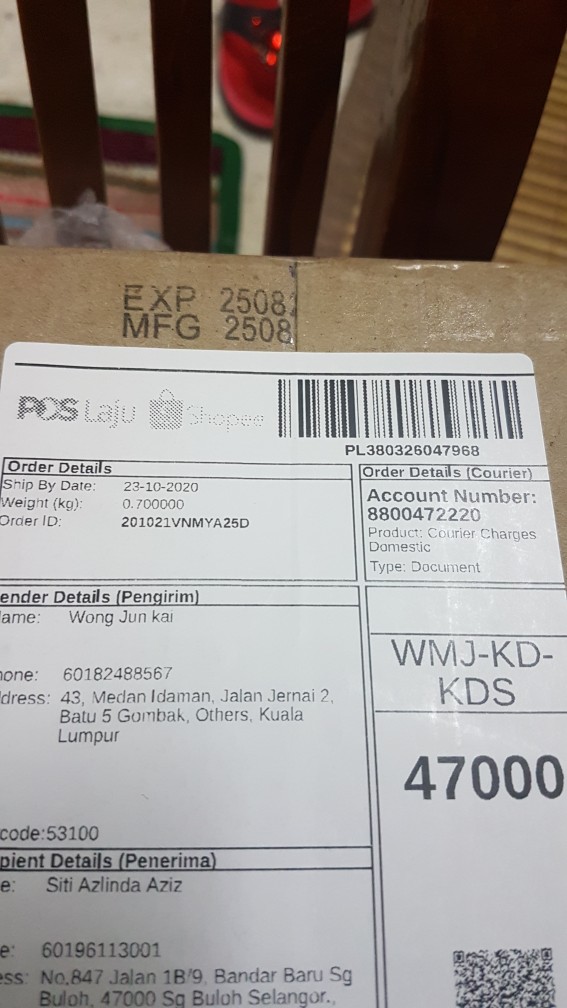 EXP 2508
MFG 2508
POS Laju Shopee
PL380326047968
Order Details
Ship By Date: 23-10-2020
Weight (kg): 0.700000
Order ID: 201021VNMYA25D
Order Details (Courier)
Account Number:
8800472220
Product: Courier Charges
Domestic
Type: Document
ender Details (Pengirim)
ame: Wong Jun kai
hone: 60182488567
ddress: 43, Medan Idaman, Jalan Jernai 2,
Batu 5 Gombak, Others, Kuala
Lumpur
code:53100
WMJ-KD-
KDS
47000
pient Details (Penerima)
e: Siti Azlinda Aziz
e: 60196113001
ess: No.847 Jalan 1B/9, Bandar Baru Sg
Buloh, 47000 Sg Buloh Selangor.,